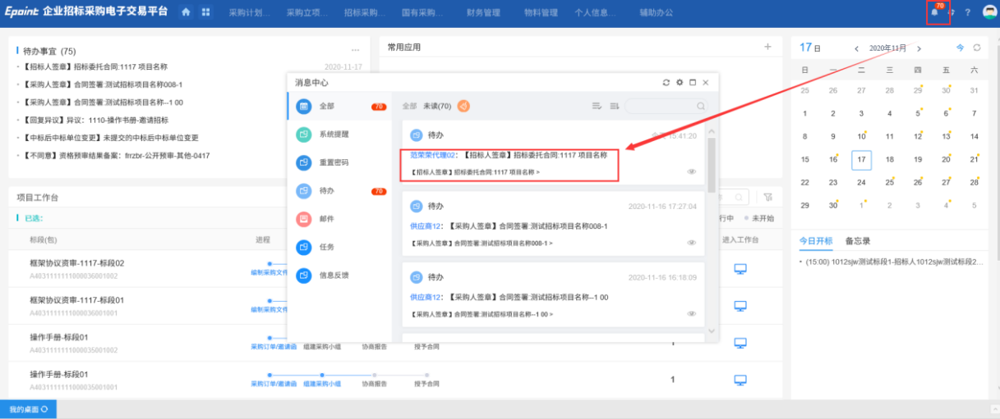 Epoint 企业招标采购电子交易平台 采购计划... 采购立项... 招标采购... 国有采购... 财务管理 物料管理 个人信息... 辅助办公 70 ?
待办事宜 (75) ...
【招标人签章】招标委托合同:1117 项目名称 2020-11-17
【采购人签章】合同签署:测试招标项目名称008-1
【采购人签章】合同签署:测试招标项目名称--1 00
【回复异议】异议：1110-操作书册-邀请招标
【中标后中标单位变更】未提交的中标后中标单位变更
【不同意】资格预审结果备案：frrzbr-公开预审-其他-0417
常用应用 +
17 日 < 2020年11月 > 今
日 一 二 三 四 五 六
25 26 27 28 29 30 31
1 2 3 4 5 6 7
8 9 10 11 12 13 14
15 16 17 18 19 20 21
22 23 24 25 26 27 28
29 30 1 2 3 4 5
今日开标 备忘录
(15:00) 1012sjw测试标段1-招标人1012sjw测试标段2...
消息中心
全部 70
系统提醒
重置密码
待办 70
邮件
任务
信息反馈
全部 未读(70)
待办 15:41:20
范荣荣代理02：【招标人签章】招标委托合同:1117 项目名称
【招标人签章】招标委托合同:1117 项目名称 >
待办 2020-11-16 17:27:04
供应商12：【采购人签章】合同签署:测试招标项目名称008-1
【采购人签章】合同签署:测试招标项目名称008-1 >
待办 2020-11-16 16:18:09
供应商12：【采购人签章】合同签署:测试招标项目名称--1 00
【采购人签章】合同签署:测试招标项目名称--1 00 >
项目工作台
已选: 行中 未开始
标段(包) 进程 进入工作台
框架协议资审-1117-标段02
A4031111111000036001002
编制采购文件
框架协议资审-1117-标段01
A4031111111000036001001
编制采购文件
操作手册-标段01
A4031111111000035001002
采购订单/邀请函 组建采购小组 协商报告 授予合同
1
操作手册-标段01
A4031111111000035001001
采购订单/邀请函 组建采购小组 协商报告 授予合同
1
我的桌面